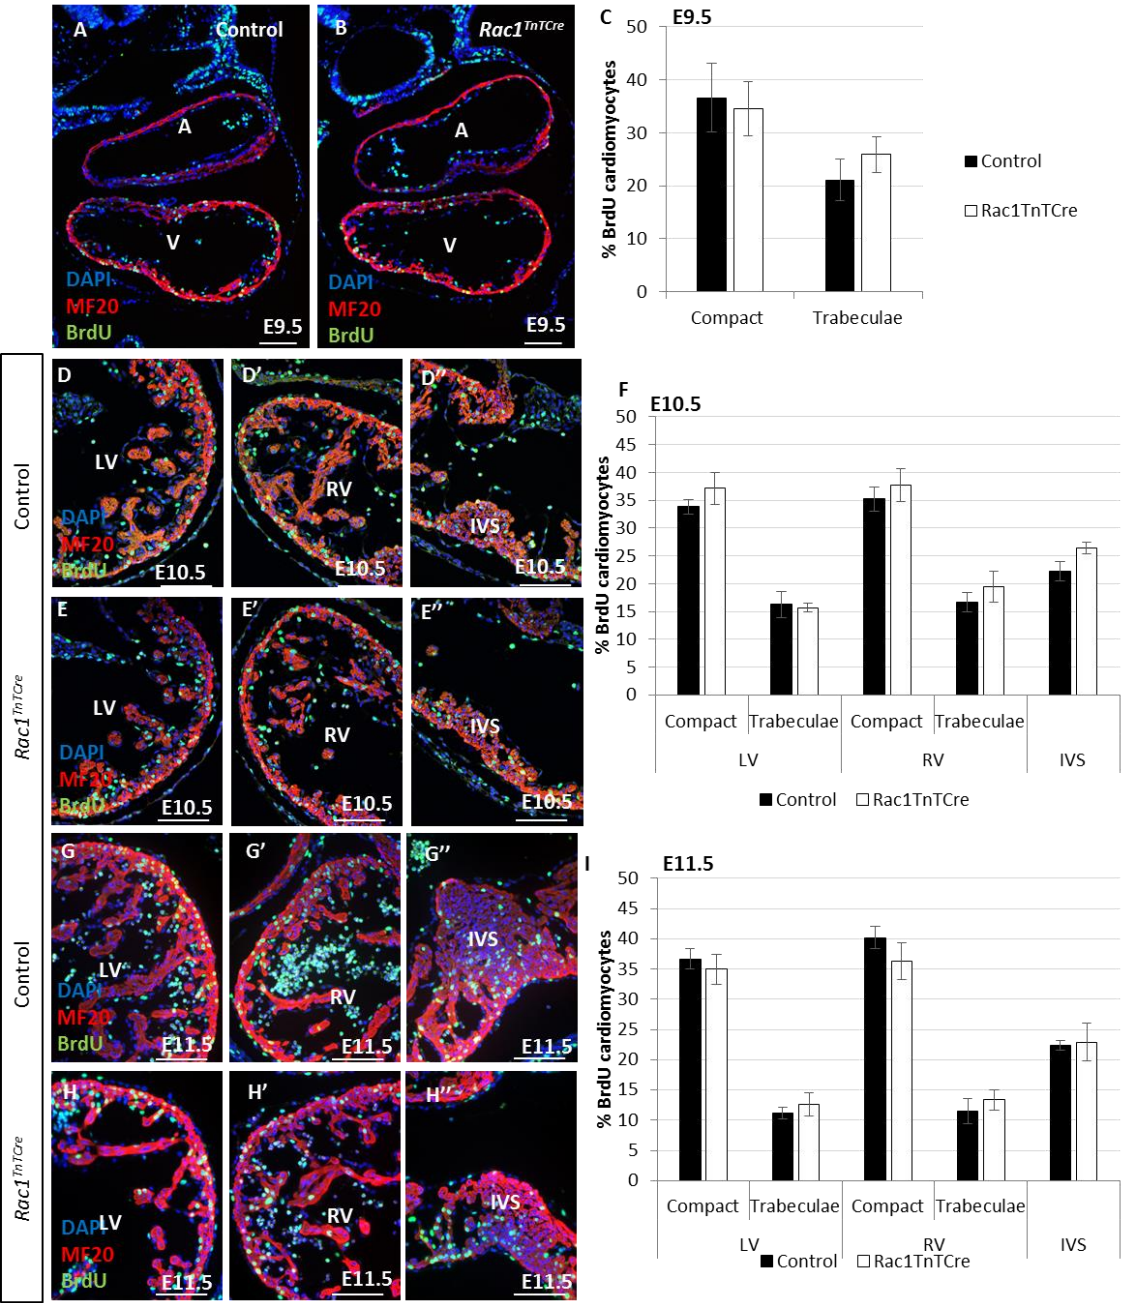 A
Control
A
V
DAPI
MF20
BrdU
E9.5
B
Rac1TnTCre
A
V
DAPI
MF20
BrdU
E9.5
C
E9.5
% BrdU cardiomyocytes
50
40
30
20
10
0
Compact
Trabeculae
Control
Rac1TnTCre
Control
D
LV
DAPI
MF20
BrdU
E10.5
D'
RV
E10.5
D''
IVS
E10.5
Rac1TnTCre
E
LV
DAPI
MF20
BrdU
E10.5
E'
RV
E10.5
E''
IVS
E10.5
F
E10.5
% BrdU cardiomyocytes
50
45
40
35
30
25
20
15
10
5
0
Compact
Trabeculae
Compact
Trabeculae
LV
RV
IVS
Control
Rac1TnTCre
Control
G
LV
DAPI
MF20
BrdU
E11.5
G'
RV
E11.5
G''
IVS
E11.5
Rac1TnTCre
H
LV
DAPI
MF20
BrdU
E11.5
H'
RV
E11.5
H''
IVS
E11.5
I
E11.5
% BrdU cardiomyocytes
50
45
40
35
30
25
20
15
10
5
0
Compact
Trabeculae
Compact
Trabeculae
LV
RV
IVS
Control
Rac1TnTCre